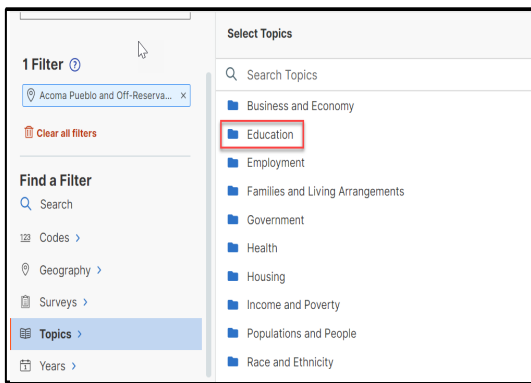 1 Filter ?
Acoma Pueblo and Off-Reserva... ×
Clear all filters
Find a Filter
Search
123 Codes >
Geography >
Surveys >
Topics >
1 Years >
Select Topics
Search Topics
Business and Economy
Education
Employment
Families and Living Arrangements
Government
Health
Housing
Income and Poverty
Populations and People
Race and Ethnicity